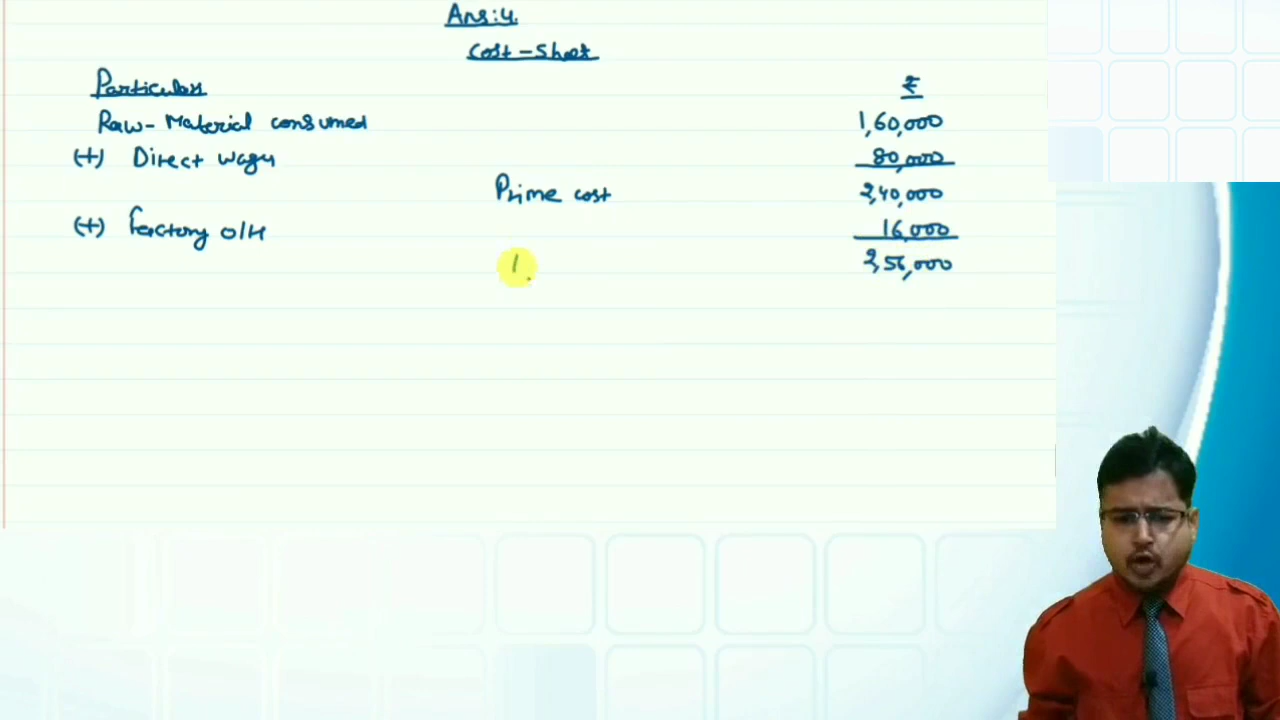 Ans:4.
Cost-Sheet
Particulars ₹
Raw-Material consumed 1,60,000
(+) Direct wages 80,000
Prime cost 2,40,000
(+) Factory O/H 16,000
2,56,000